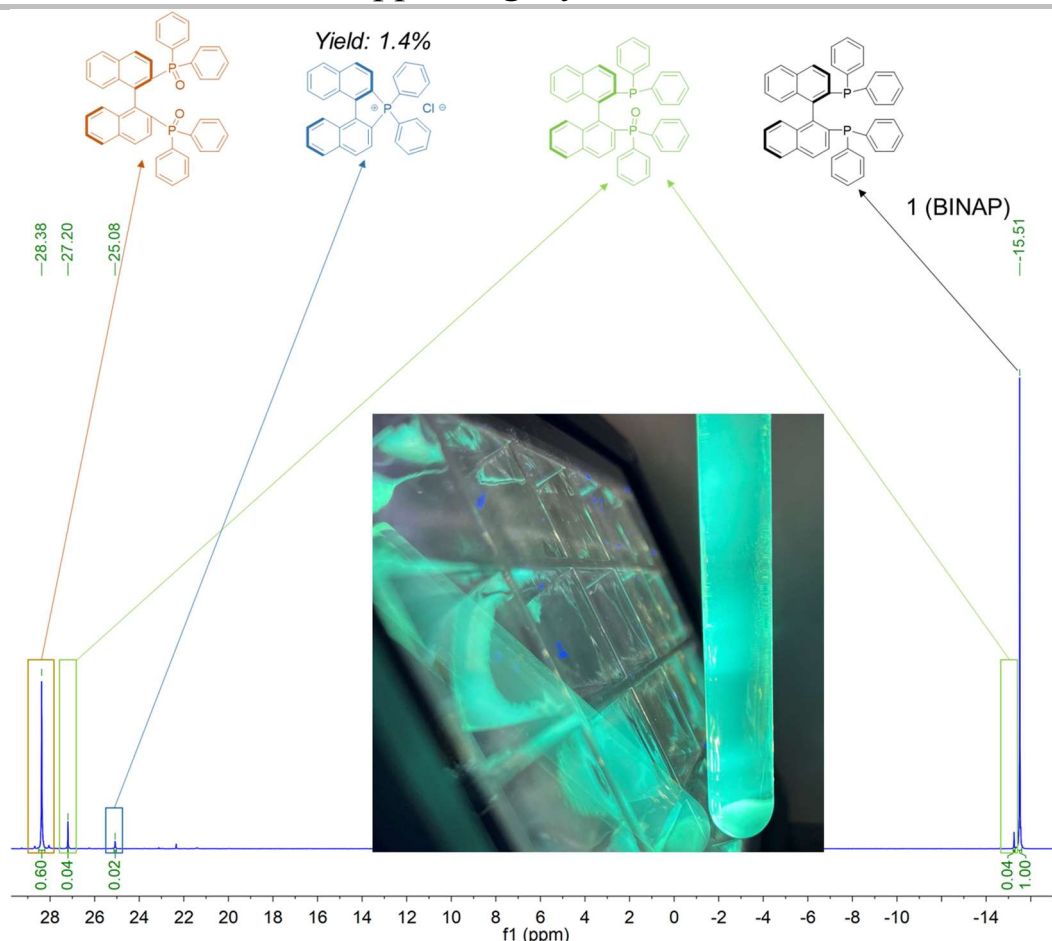 Yield: 1.4%
P
O
P
O
P
⊕
Cl ⊖
P
O
P
P
P
1 (BINAP)
—28.38
—27.20
—25.08
—-15.51
0.60
0.04
0.02
0.04
1.00
28 26 24 22 20 18 16 14 12 10 8 6 4 2 0 -2 -4 -6 -8 -10 -14
f1 (ppm)